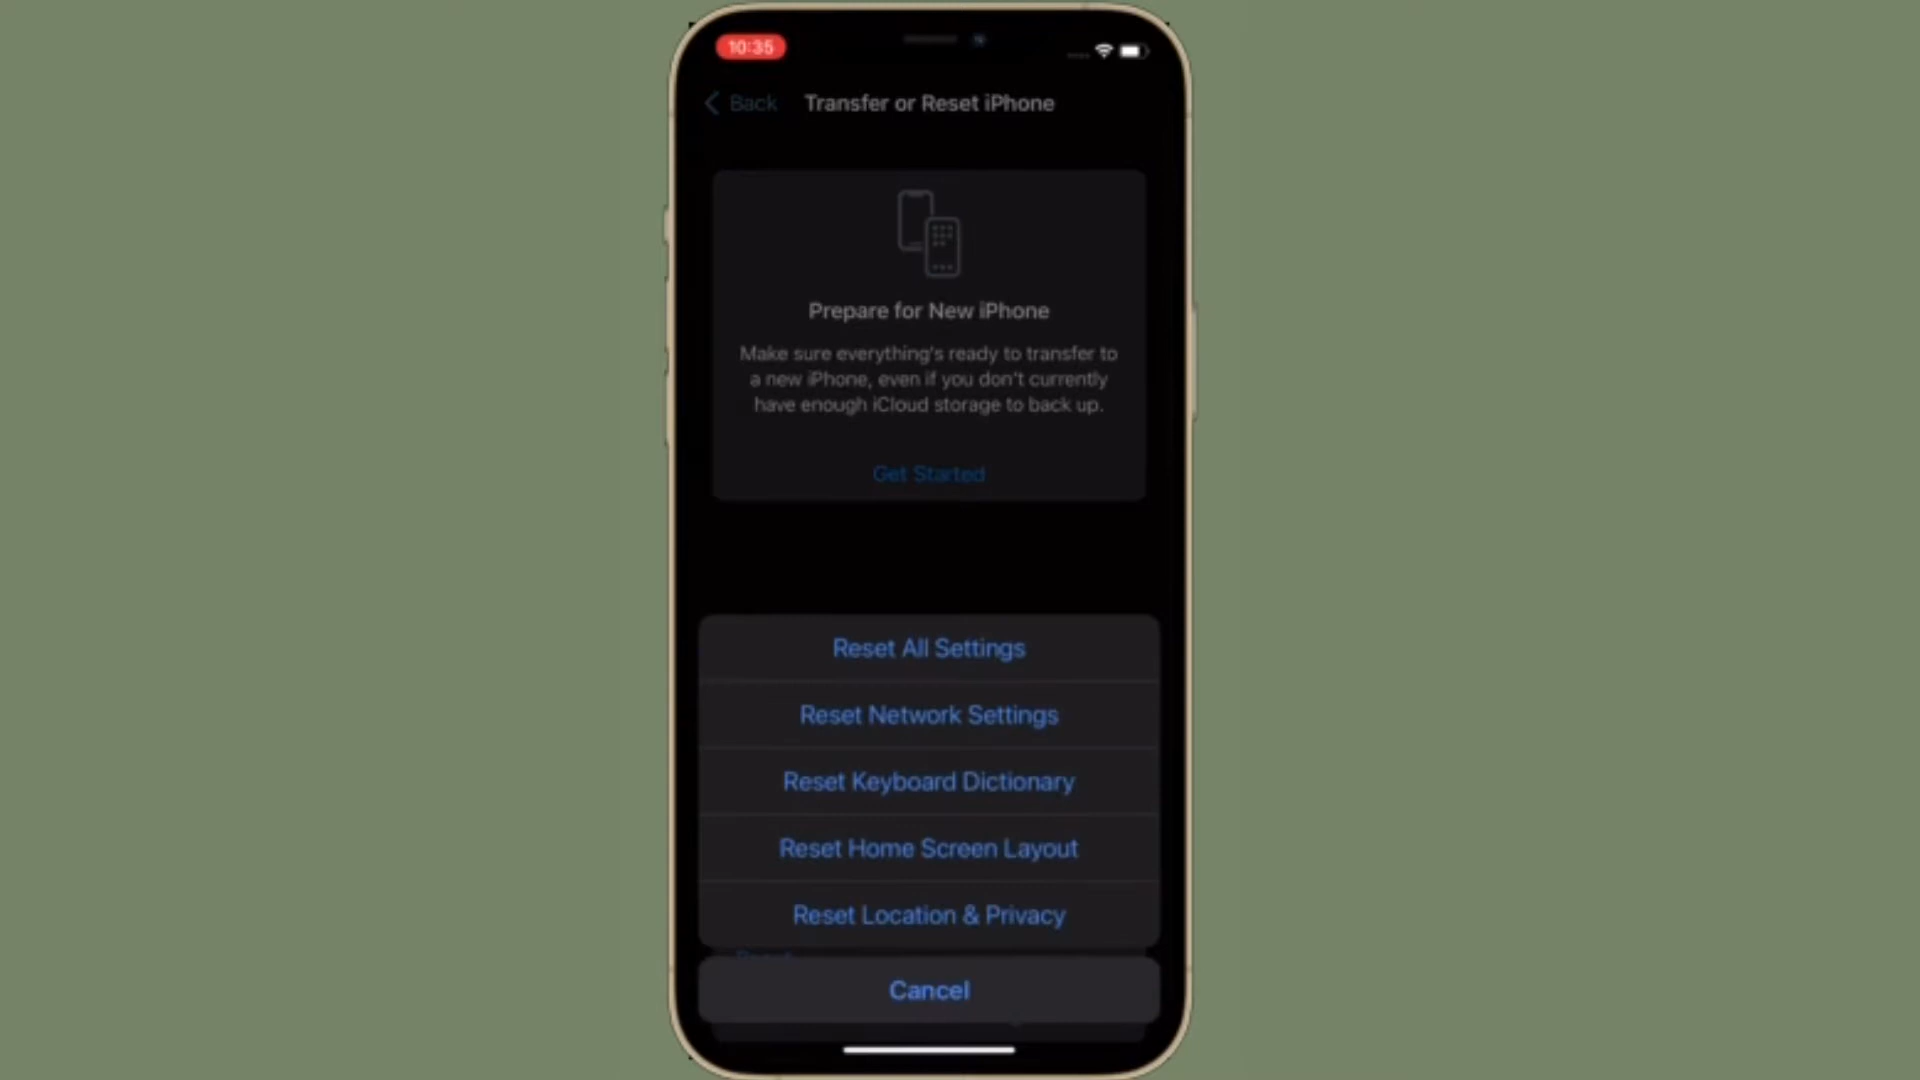 10:35
Back
Transfer or Reset iPhone
Prepare for New iPhone
Make sure everything's ready to transfer to
a new iPhone, even if you don't currently
have enough iCloud storage to back up.
Get Started
Reset All Settings
Reset Network Settings
Reset Keyboard Dictionary
Reset Home Screen Layout
Reset Location & Privacy
Cancel